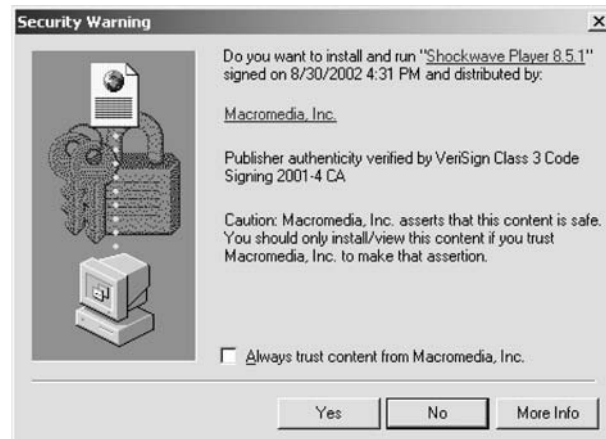 Security Warning
Do you want to install and run "Shockwave Player 8.5.1"
signed on 8/30/2002 4:31 PM and distributed by:
Macromedia, Inc.
Publisher authenticity verified by VeriSign Class 3 Code
Signing 2001-4 CA
Caution: Macromedia, Inc. asserts that this content is safe.
You should only install/view this content if you trust
Macromedia, Inc. to make that assertion.
Always trust content from Macromedia, Inc.
Yes No More Info